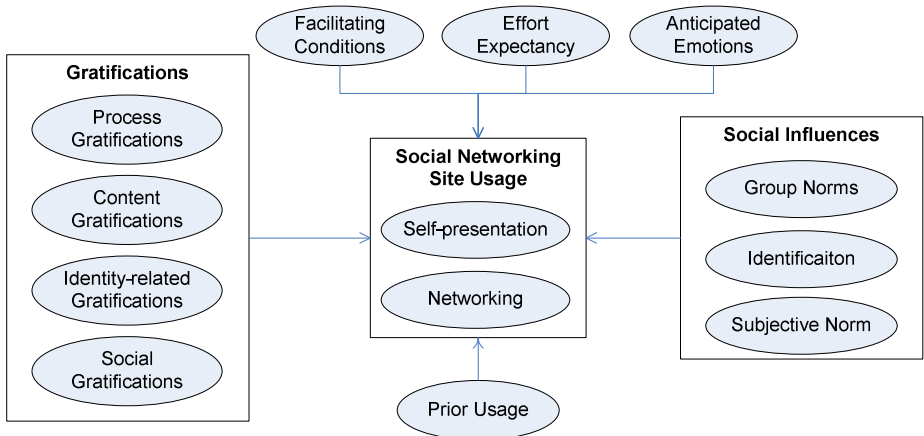 Facilitating
Conditions
Effort
Expectancy
Anticipated
Emotions
Gratifications
Process
Gratifications
Content
Gratifications
Identity-related
Gratifications
Social
Gratifications
Social Networking
Site Usage
Self-presentation
Networking
Prior Usage
Social Influences
Group Norms
Identificaiton
Subjective Norm